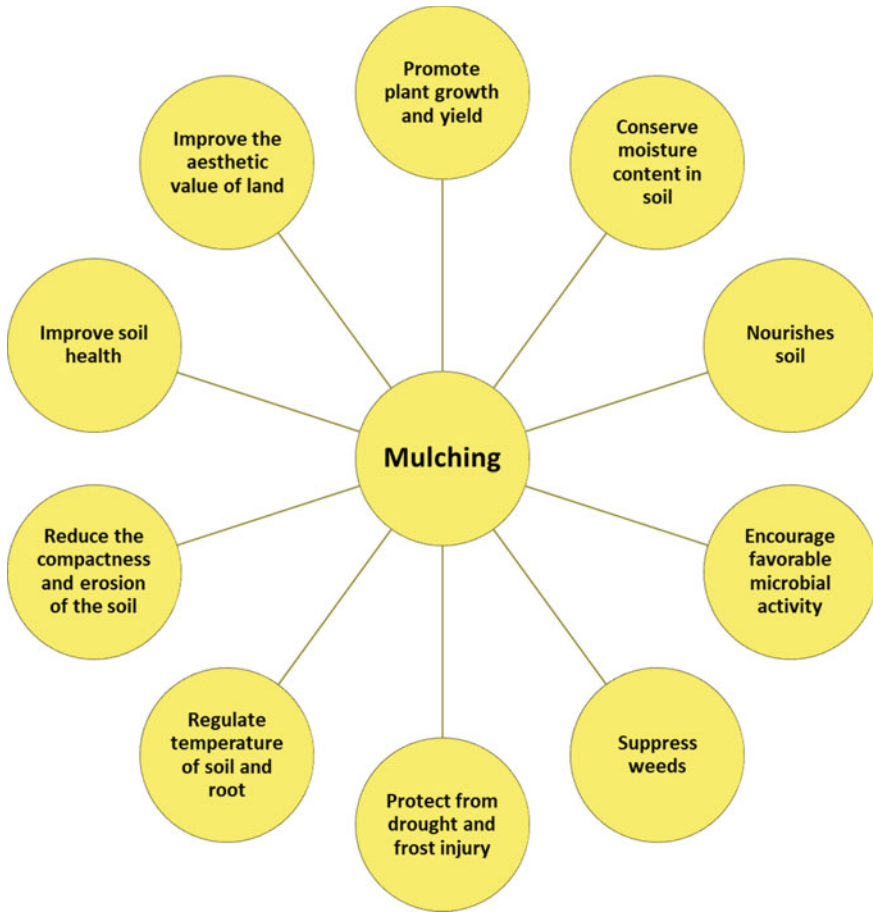 Promote
plant growth
and yield
Conserve
moisture
content in
soil
Nourishes
soil
Encourage
favorable
microbial
activity
Suppress
weeds
Protect from
drought and
frost injury
Regulate
temperature
of soil and
root
Reduce the
compactness
and erosion
of the soil
Improve soil
health
Improve the
aesthetic
value of land
Mulching